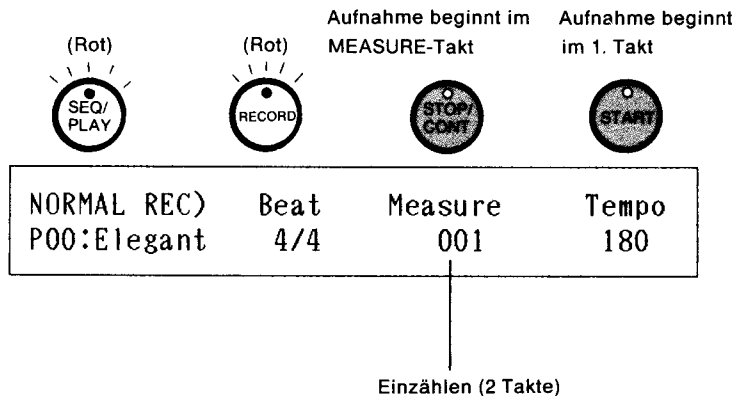 Aufnahme beginnt im
MEASURE-Takt
Aufnahme beginnt
im 1. Takt
(Rot)
(Rot)
SEQ/
PLAY
RECORD
STOP/
CONT
START
NORMAL REC) Beat Measure Tempo
P00:Elegant 4/4 001 180
Einzählen (2 Takte)